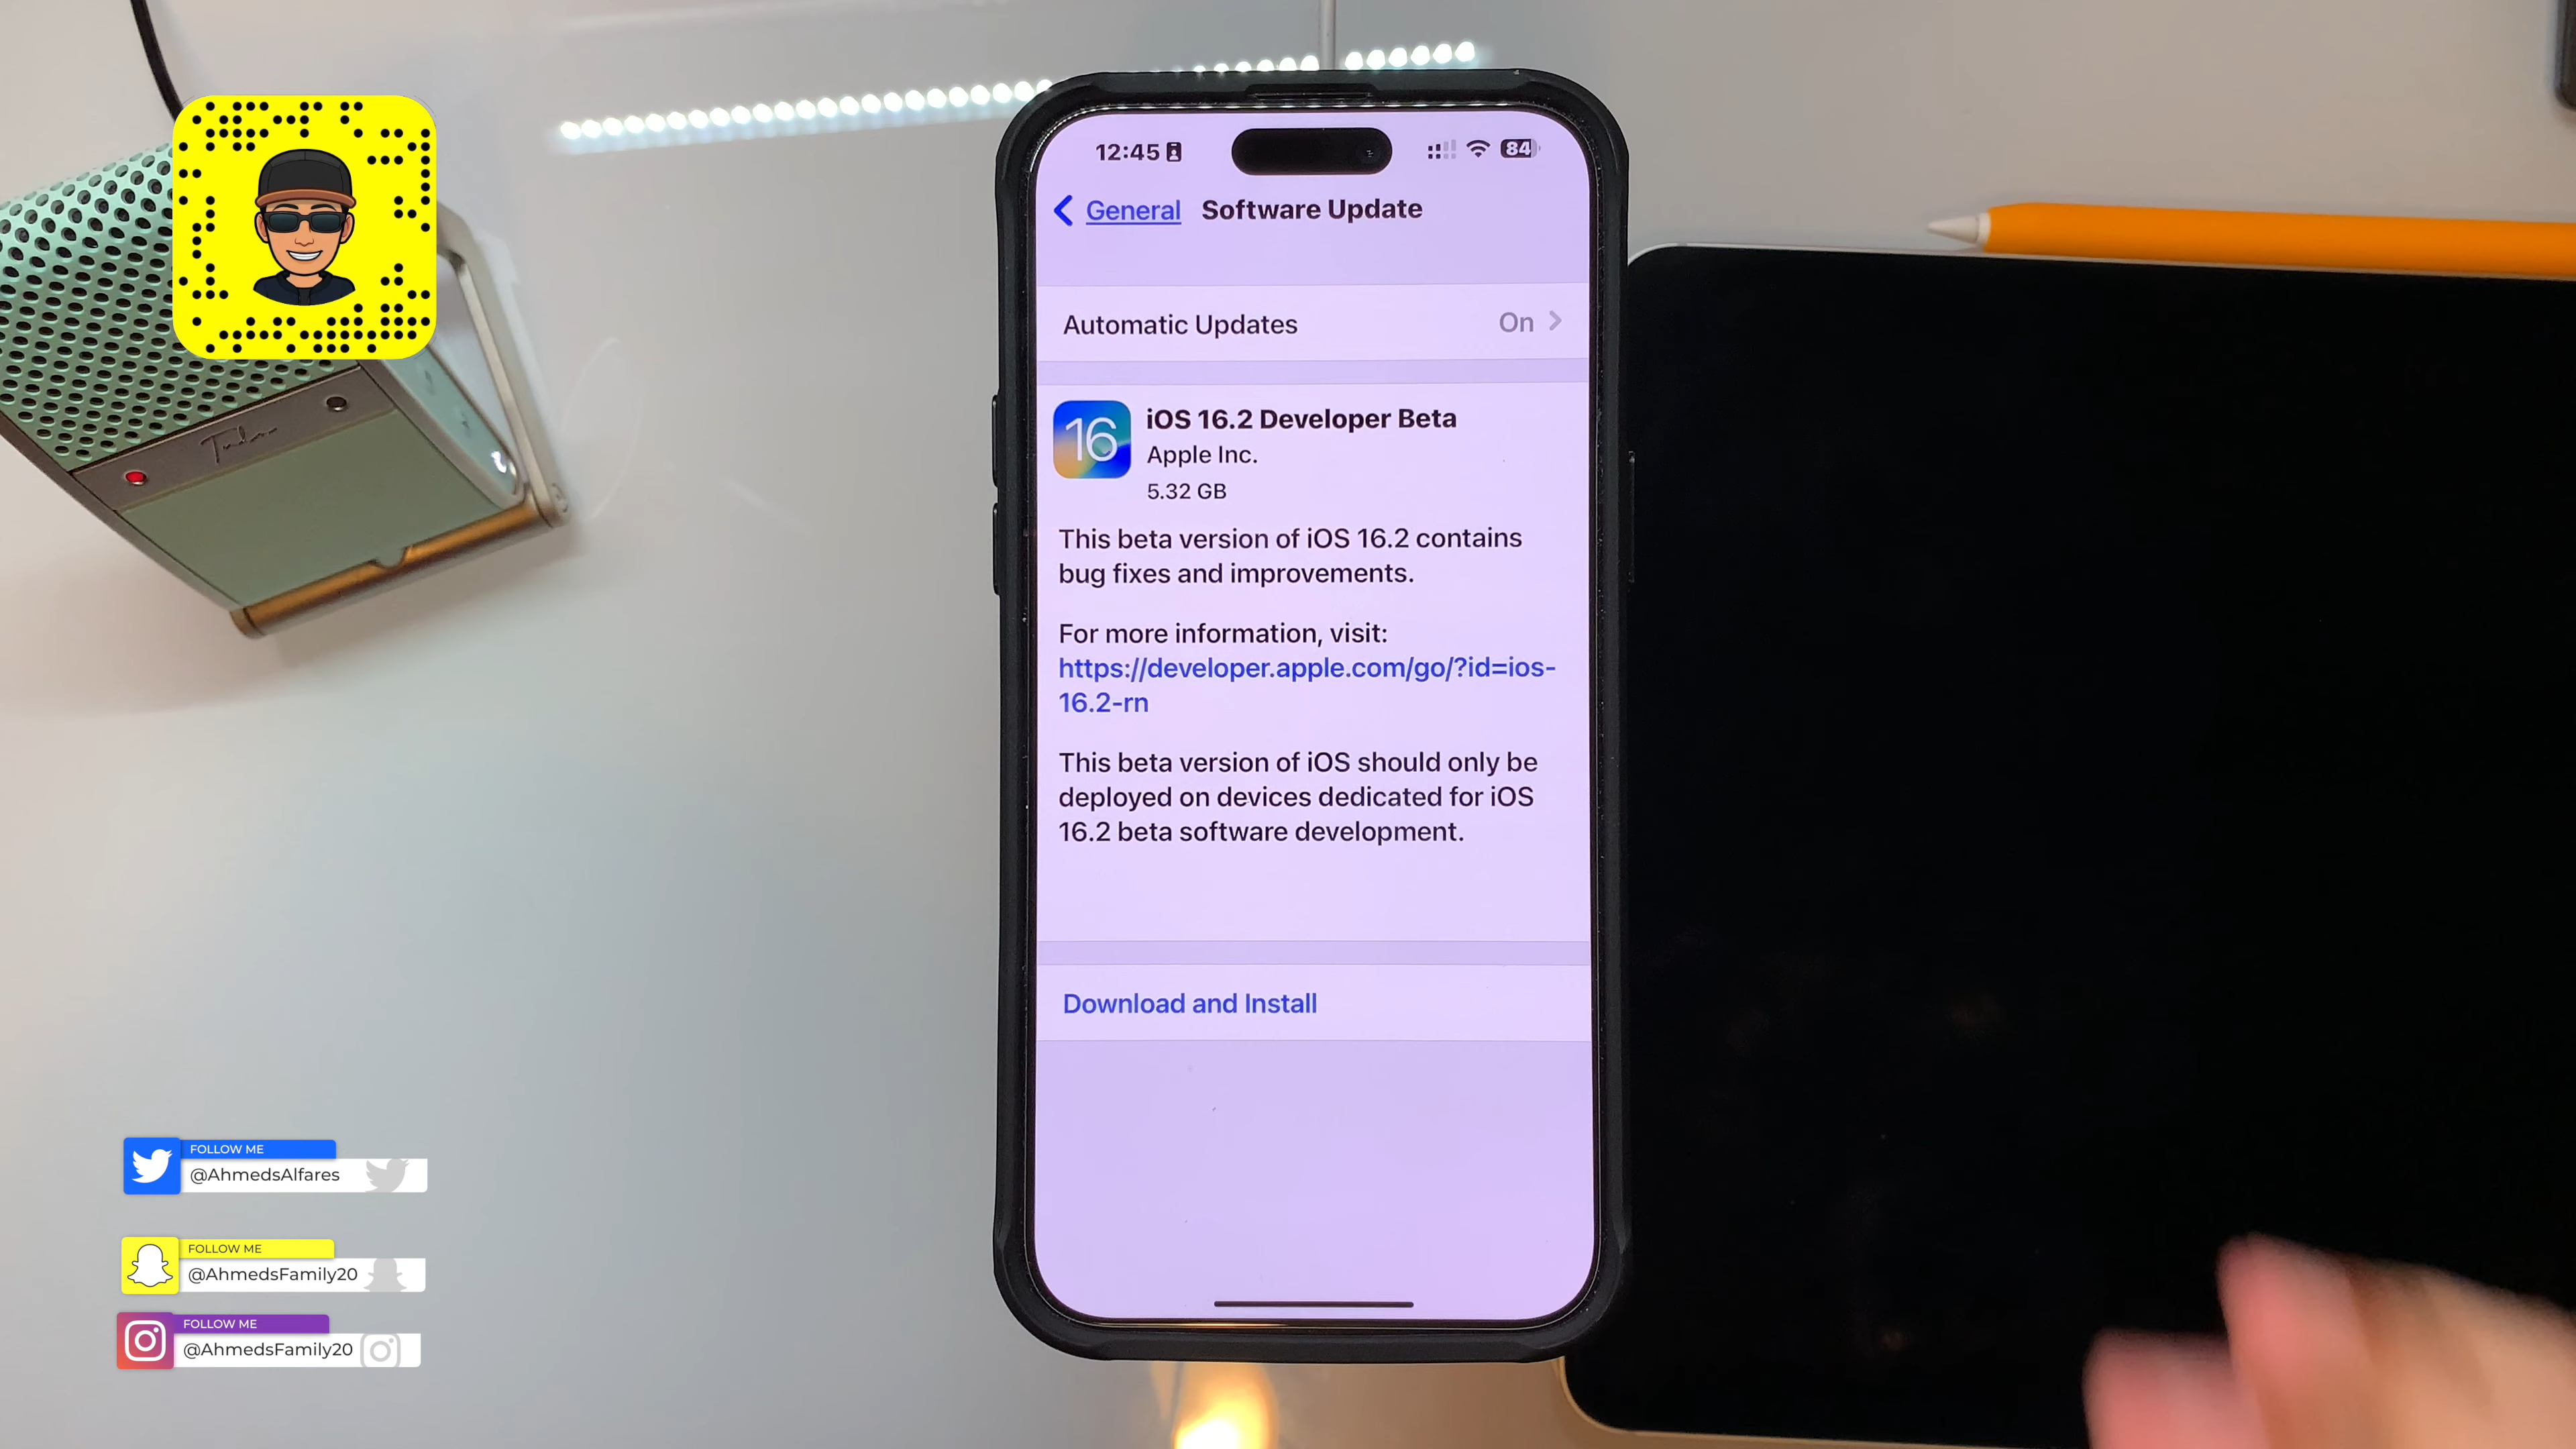 12:45
84
General Software Update
Automatic Updates On
16
iOS 16.2 Developer Beta
Apple Inc.
5.32 GB
This beta version of iOS 16.2 contains
bug fixes and improvements.
For more information, visit:
https://developer.apple.com/go/?id=ios-
16.2-rn
This beta version of iOS should only be
deployed on devices dedicated for iOS
16.2 beta software development.
Download and Install
FOLLOW ME
@AhmedsAlfares
FOLLOW ME
@AhmedsFamily20
FOLLOW ME
@AhmedsFamily20